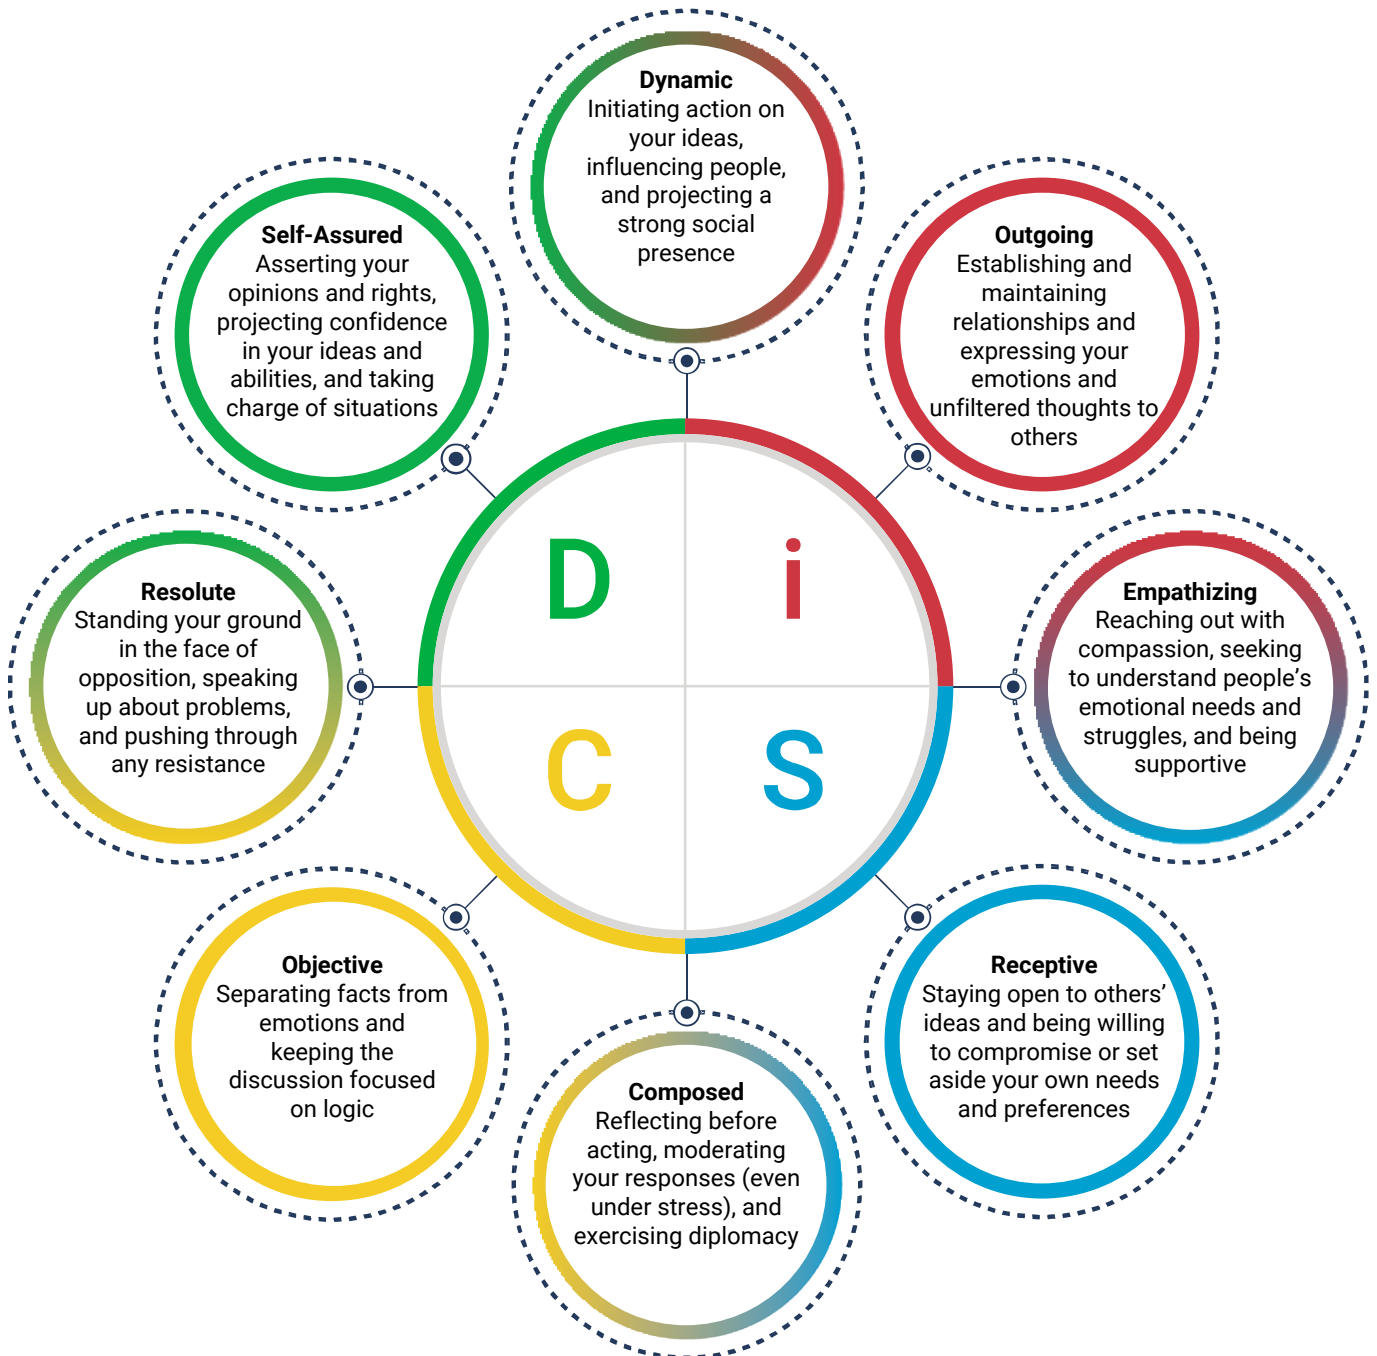 Dynamic
Initiating action on
your ideas,
influencing people,
and projecting a
strong social
presence
Self-Assured
Asserting your
opinions and rights,
projecting confidence
in your ideas and
abilities, and taking
charge of situations
Outgoing
Establishing and
maintaining
relationships and
expressing your
emotions and
unfiltered thoughts to
others
Resolute
Standing your ground
in the face of
opposition, speaking
up about problems,
and pushing through
any resistance
D
i
C
S
Empathizing
Reaching out with
compassion, seeking
to understand people’s
emotional needs and
struggles, and being
supportive
Objective
Separating facts from
emotions and
keeping the
discussion focused
on logic
Composed
Reflecting before
acting, moderating
your responses (even
under stress), and
exercising diplomacy
Receptive
Staying open to others’
ideas and being willing
to compromise or set
aside your own needs
and preferences